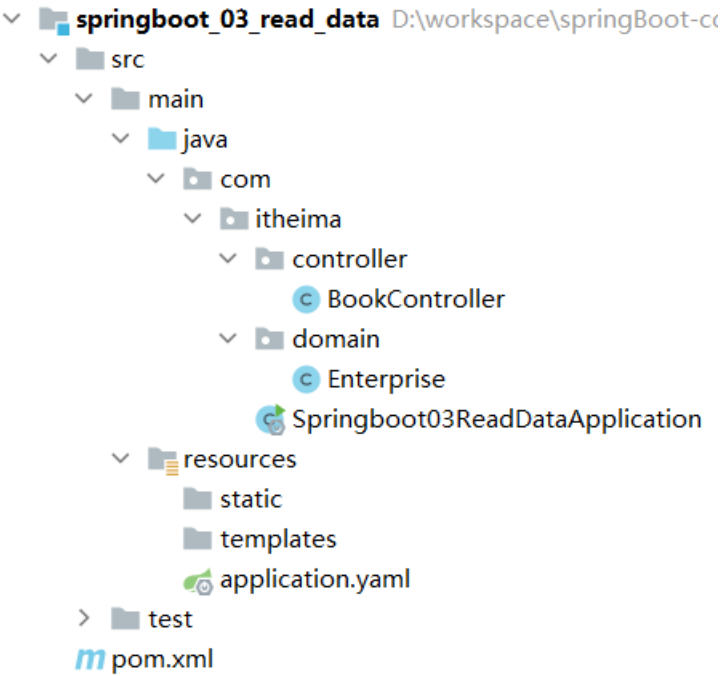 springboot_03_read_data D:\workspace\springBoot-co
src
main
java
com
itheima
controller
BookController
domain
Enterprise
Springboot03ReadDataApplication
resources
static
templates
application.yaml
test
pom.xml